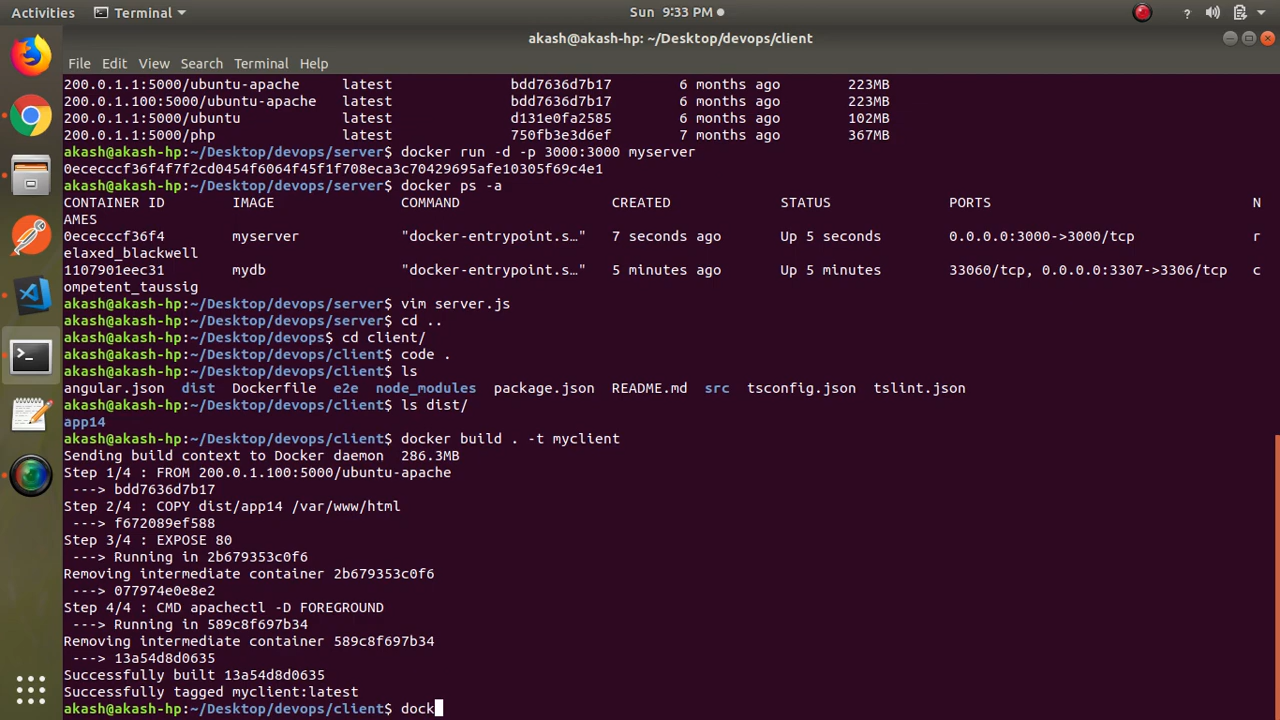 Activities Terminal Sun 9:33 PM
akash@akash-hp: ~/Desktop/devops/client
File Edit View Search Terminal Help
200.0.1.1:5000/ubuntu-apache latest bdd7636d7b17 6 months ago 223MB
200.0.1.100:5000/ubuntu-apache latest bdd7636d7b17 6 months ago 223MB
200.0.1.1:5000/ubuntu latest d131e0fa2585 6 months ago 102MB
200.0.1.1:5000/php latest 750fb3e3d6ef 7 months ago 367MB
akash@akash-hp:~/Desktop/devops/server$ docker run -d -p 3000:3000 myserver
0ececccf36f4f7f2cd0454f6064f45f1f708eca3c70429695afe10305f69c4e1
akash@akash-hp:~/Desktop/devops/server$ docker ps -a
CONTAINER ID IMAGE COMMAND CREATED STATUS PORTS N
AMES
0ececccf36f4 myserver "docker-entrypoint.s…" 7 seconds ago Up 5 seconds 0.0.0.0:3000->3000/tcp r
elaxed_blackwell
1107901eec31 mydb "docker-entrypoint.s…" 5 minutes ago Up 5 minutes 33060/tcp, 0.0.0.0:3307->3306/tcp c
ompetent_taussig
akash@akash-hp:~/Desktop/devops/server$ vim server.js
akash@akash-hp:~/Desktop/devops/server$ cd ..
akash@akash-hp:~/Desktop/devops$ cd client/
akash@akash-hp:~/Desktop/devops/client$ code .
akash@akash-hp:~/Desktop/devops/client$ ls
angular.json dist Dockerfile e2e node_modules package.json README.md src tsconfig.json tslint.json
akash@akash-hp:~/Desktop/devops/client$ ls dist/
app14
akash@akash-hp:~/Desktop/devops/client$ docker build . -t myclient
Sending build context to Docker daemon 286.3MB
Step 1/4 : FROM 200.0.1.100:5000/ubuntu-apache
---> bdd7636d7b17
Step 2/4 : COPY dist/app14 /var/www/html
---> f672089ef588
Step 3/4 : EXPOSE 80
---> Running in 2b679353c0f6
Removing intermediate container 2b679353c0f6
---> 077974e0e8e2
Step 4/4 : CMD apachectl -D FOREGROUND
---> Running in 589c8f697b34
Removing intermediate container 589c8f697b34
---> 13a54d8d0635
Successfully built 13a54d8d0635
Successfully tagged myclient:latest
akash@akash-hp:~/Desktop/devops/client$ dock